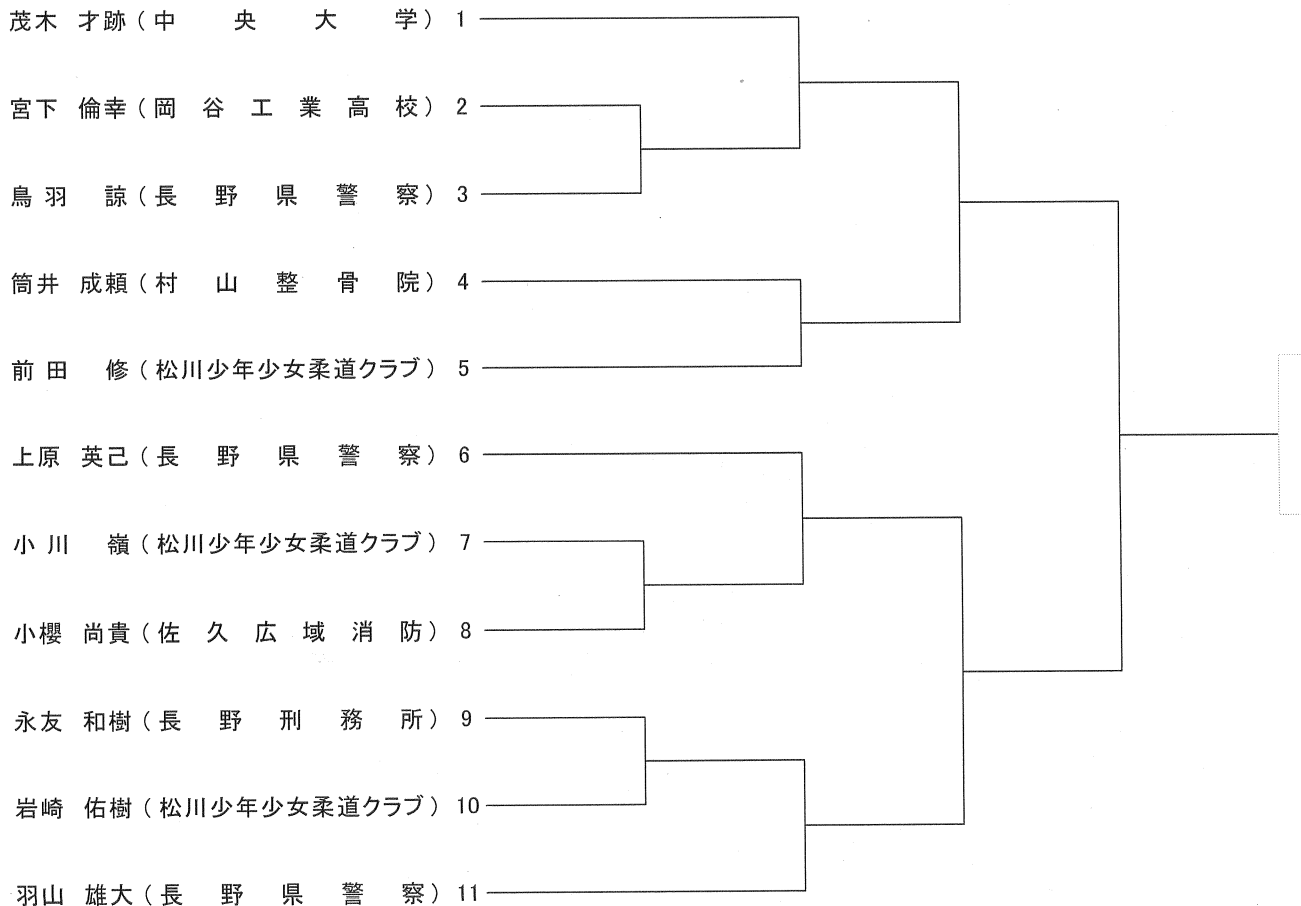 茂木 才跡(中央大学) 1
宮下 倫幸(岡谷工業高校) 2
鳥羽 諒(長野県警察) 3
筒井 成頼(村山整骨院) 4
前田 修(松川少年少女柔道クラブ) 5
上原 英己(長野県警察) 6
小川 嶺(松川少年少女柔道クラブ) 7
小櫻 尚貴(佐久広域消防) 8
永友 和樹(長野刑務所) 9
岩崎 佑樹(松川少年少女柔道クラブ) 10
羽山 雄大(長野県警察) 11